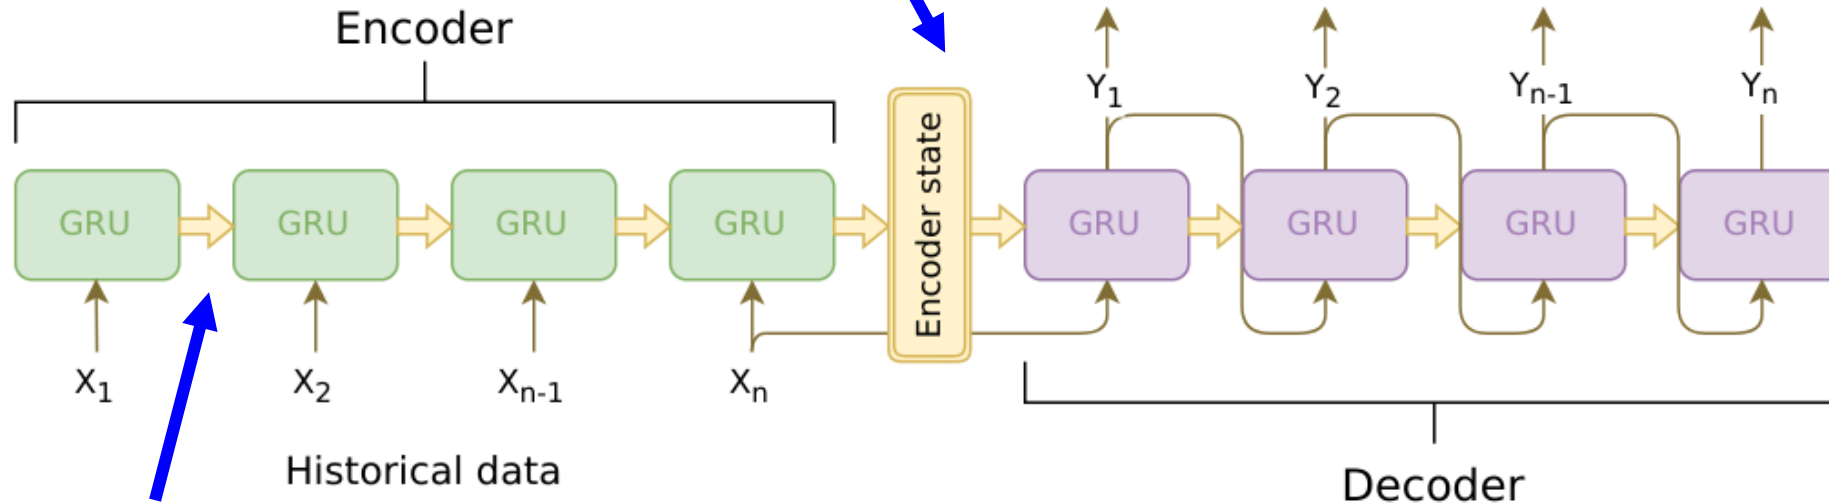 Encoder
Y₁ Y₂ Yₙ₋₁ Yₙ
Encoder state
GRU GRU GRU GRU GRU GRU GRU GRU
X₁ X₂ Xₙ₋₁ Xₙ
Historical data
Decoder